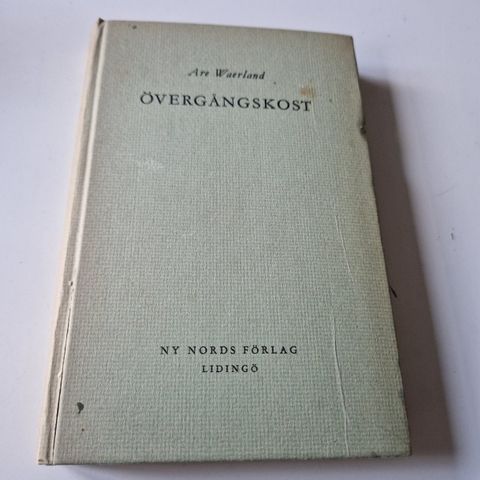 Are Waerland
ÖVERGÅNGSKOST
NY NORDS FÖRLAG
LIDINGÖ